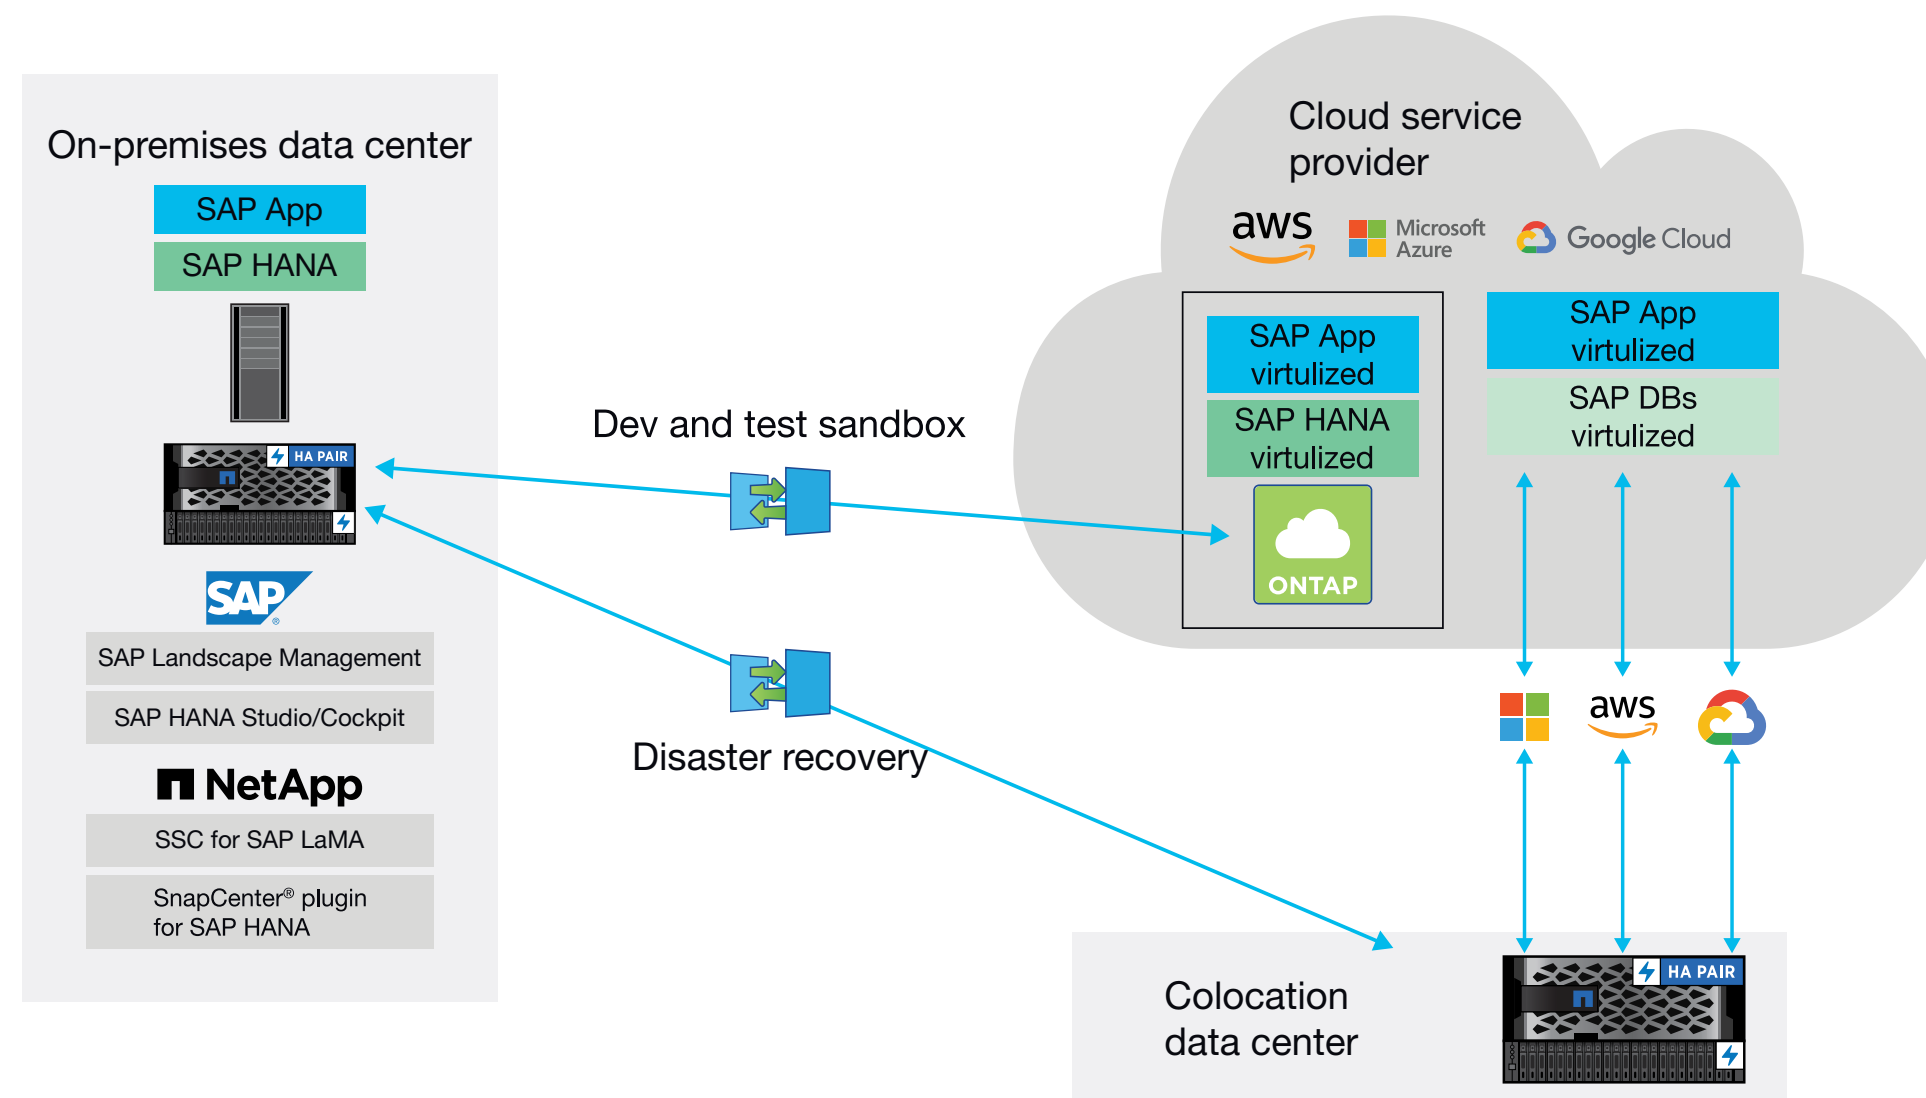 On-premises data center
SAP App
SAP HANA
HA PAIR
SAP
®
SAP Landscape Management
SAP HANA Studio/Cockpit
NetApp
SSC for SAP LaMA
SnapCenter® plugin
for SAP HANA
Dev and test sandbox
Disaster recovery
Cloud service
provider
aws
Microsoft
Azure
Google Cloud
SAP App
virtulized
SAP HANA
virtulized
ONTAP
SAP App
virtulized
SAP DBs
virtulized
aws
Colocation
data center
HA PAIR